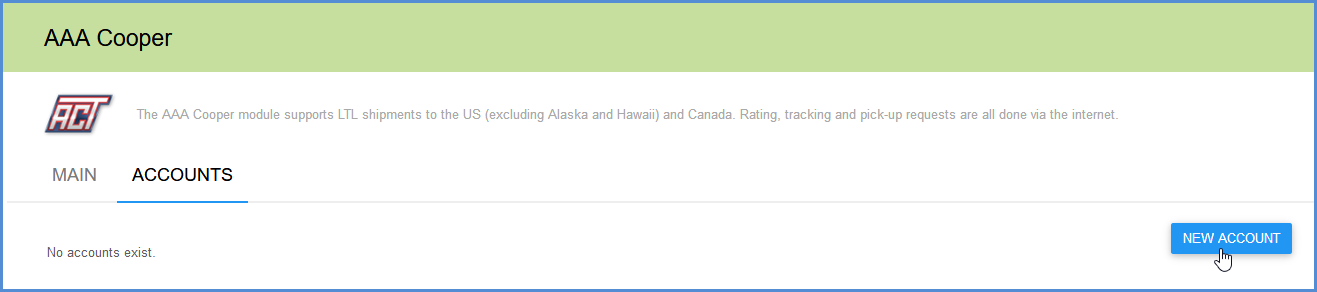 AAA Cooper
ACT
The AAA Cooper module supports LTL shipments to the US (excluding Alaska and Hawaii) and Canada. Rating, tracking and pick-up requests are all done via the internet.
MAIN
ACCOUNTS
NEW ACCOUNT
No accounts exist.